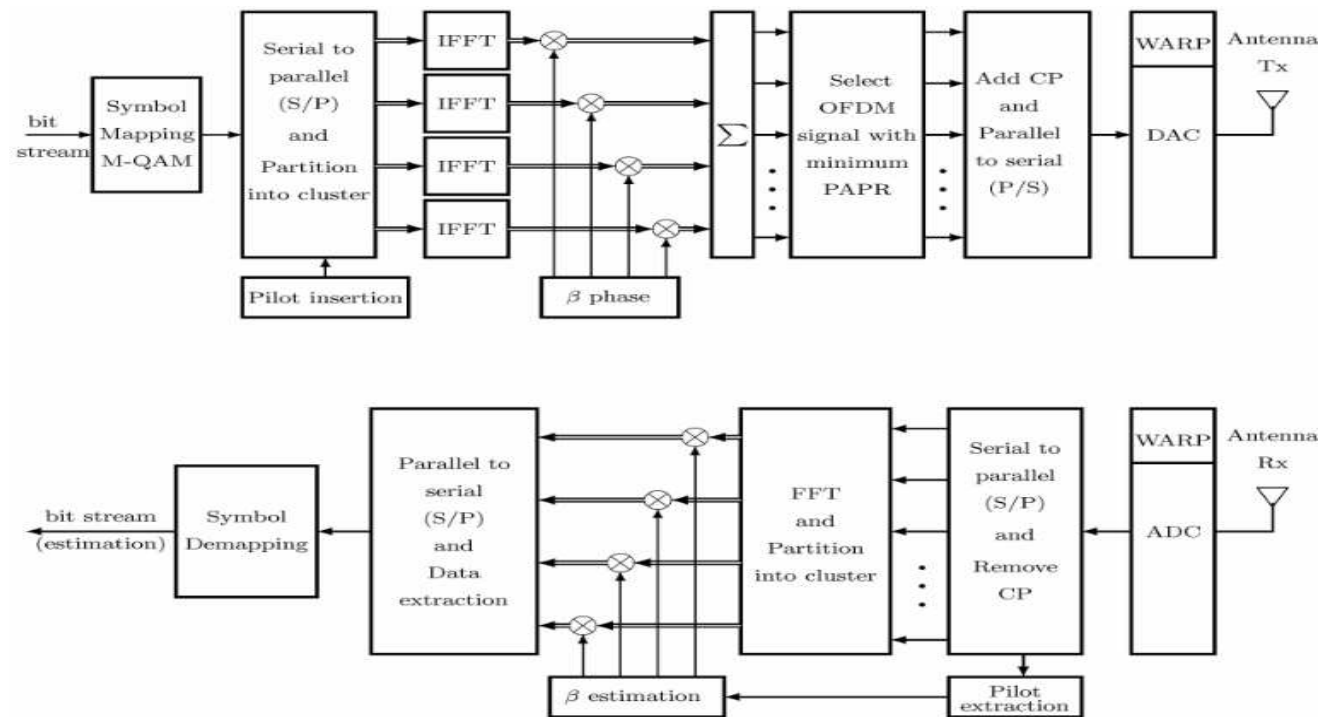 bit
stream
Symbol
Mapping
M-QAM
Serial to
parallel
(S/P)
and
Partition
into cluster
Pilot insertion
IFFT
IFFT
IFFT
IFFT
β phase
Σ
Select
OFDM
signal with
minimum
PAPR
Add CP
and
Parallel
to serial
(P/S)
WARP
DAC
Antenna
Tx
bit stream
(estimation)
Symbol
Demapping
Parallel to
serial
(S/P)
and
Data
extraction
β estimation
FFT
and
Partition
into cluster
Serial to
parallel
(S/P)
and
Remove
CP
Pilot
extraction
WARP
ADC
Antenna
Rx